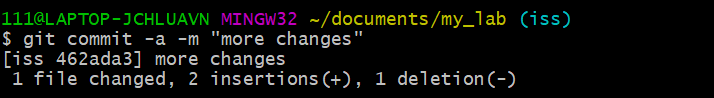 111@LAPTOP-JCHLUAVN MINGW32 ~/documents/my_lab (iss)
$ git commit -a -m "more changes"
[iss 462ada3] more changes
 1 file changed, 2 insertions(+), 1 deletion(-)